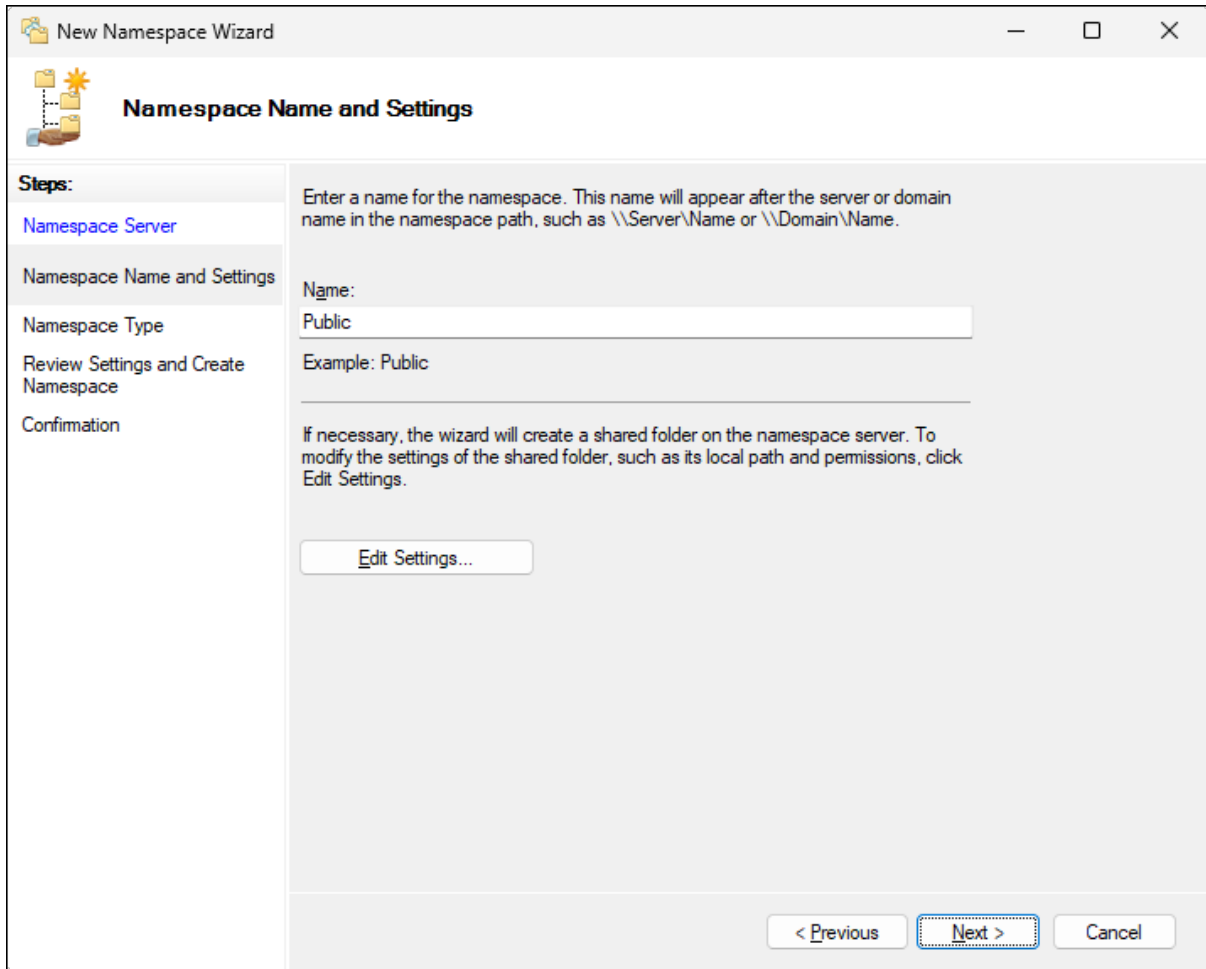 New Namespace Wizard
Namespace Name and Settings
Steps:
Namespace Server
Namespace Name and Settings
Namespace Type
Review Settings and Create
Namespace
Confirmation
Enter a name for the namespace. This name will appear after the server or domain
name in the namespace path, such as \\Server\Name or \\Domain\Name.
Name:
Public
Example: Public
If necessary, the wizard will create a shared folder on the namespace server. To
modify the settings of the shared folder, such as its local path and permissions, click
Edit Settings.
Edit Settings...
< Previous
Next >
Cancel